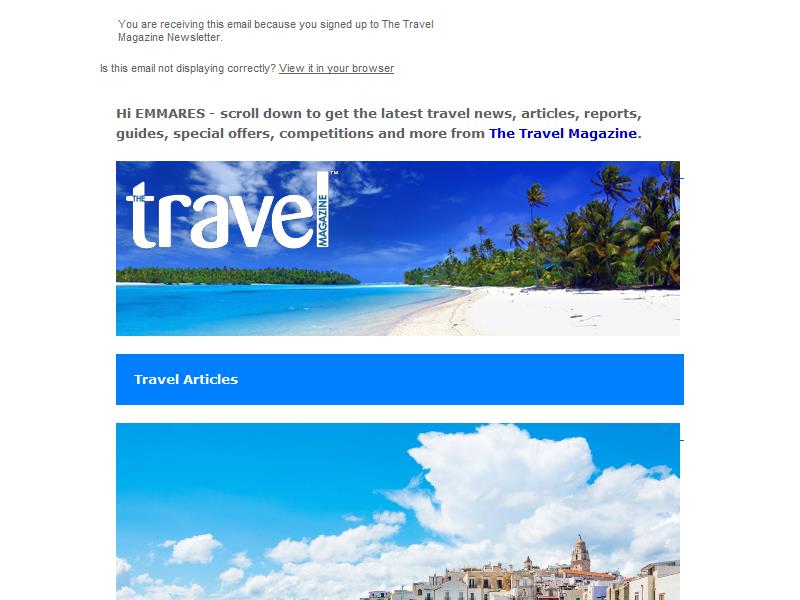 You are receiving this email because you signed up to The Travel
Magazine Newsletter.
Is this email not displaying correctly? View it in your browser
Hi EMMARES - scroll down to get the latest travel news, articles, reports,
guides, special offers, competitions and more from The Travel Magazine.
THE travel MAGAZINE™
Travel Articles